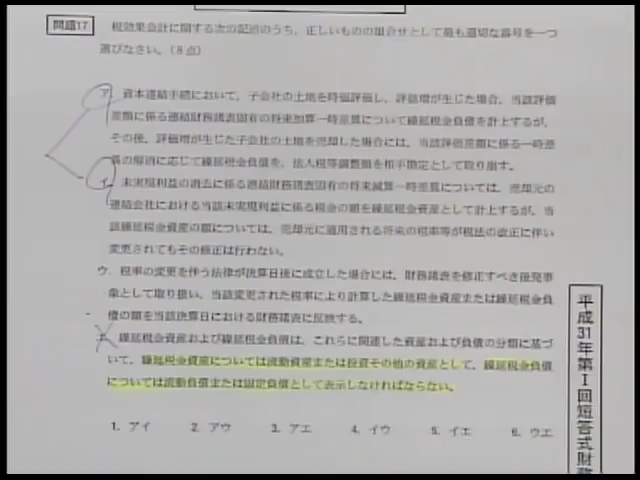 問題17 税効果会計に関する次の記述のうち、正しいものの組合せとして最も適切な番号を一つ
選びなさい。(8点)
ア. 資本連結手続において、子会社の土地を時価評価し、評価増が生じた場合、当該評価
差額に係る連結財務諸表固有の将来加算一時差異について繰延税金負債を計上するが、
その後、評価増が生じた子会社の土地を売却した場合には、当該評価差額に係る一時差
異の解消に応じて繰延税金負債を、法人税等調整額を相手勘定として取り崩す。
イ. 未実現利益の消去に係る連結財務諸表固有の将来減算一時差異については、売却元の
連結会社における当該未実現利益に係る税金の額を繰延税金資産として計上するが、当
該繰延税金資産の額については、売却元に適用される将来の税率等が税法の改正に伴い
変更されてもその修正は行わない。
ウ. 税率の変更を伴う法律が決算日後に成立した場合には、財務諸表を修正すべき後発事
象として取り扱い、当該変更された税率により計算した繰延税金資産または繰延税金負
債の額を当該決算日における財務諸表に反映する。
エ. 繰延税金資産および繰延税金負債は、これらに関連した資産および負債の分類に基づ
いて、繰延税金資産については流動資産または投資その他の資産として、繰延税金負債
については流動負債または固定負債として表示しなければならない。
1. アイ 2. アウ 3. アエ 4. イウ 5. イエ 6. ウエ
平成31年第Ⅰ回短答式財務